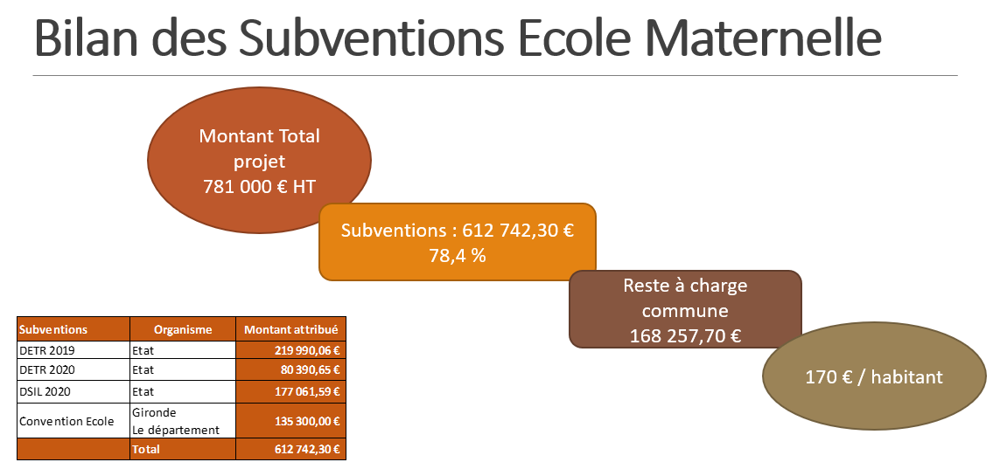 Bilan des Subventions Ecole Maternelle
Montant Total
projet
781 000 € HT
Subventions : 612 742,30 €
78,4 %
Reste à charge
commune
168 257,70 €
170 € / habitant
Subventions Organisme Montant attribué
DETR 2019 Etat 219 990,06 €
DETR 2020 Etat 80 390,65 €
DSIL 2020 Etat 177 061,59 €
Convention Ecole Gironde 135 300,00 €
Le département
Total 612 742,30 €